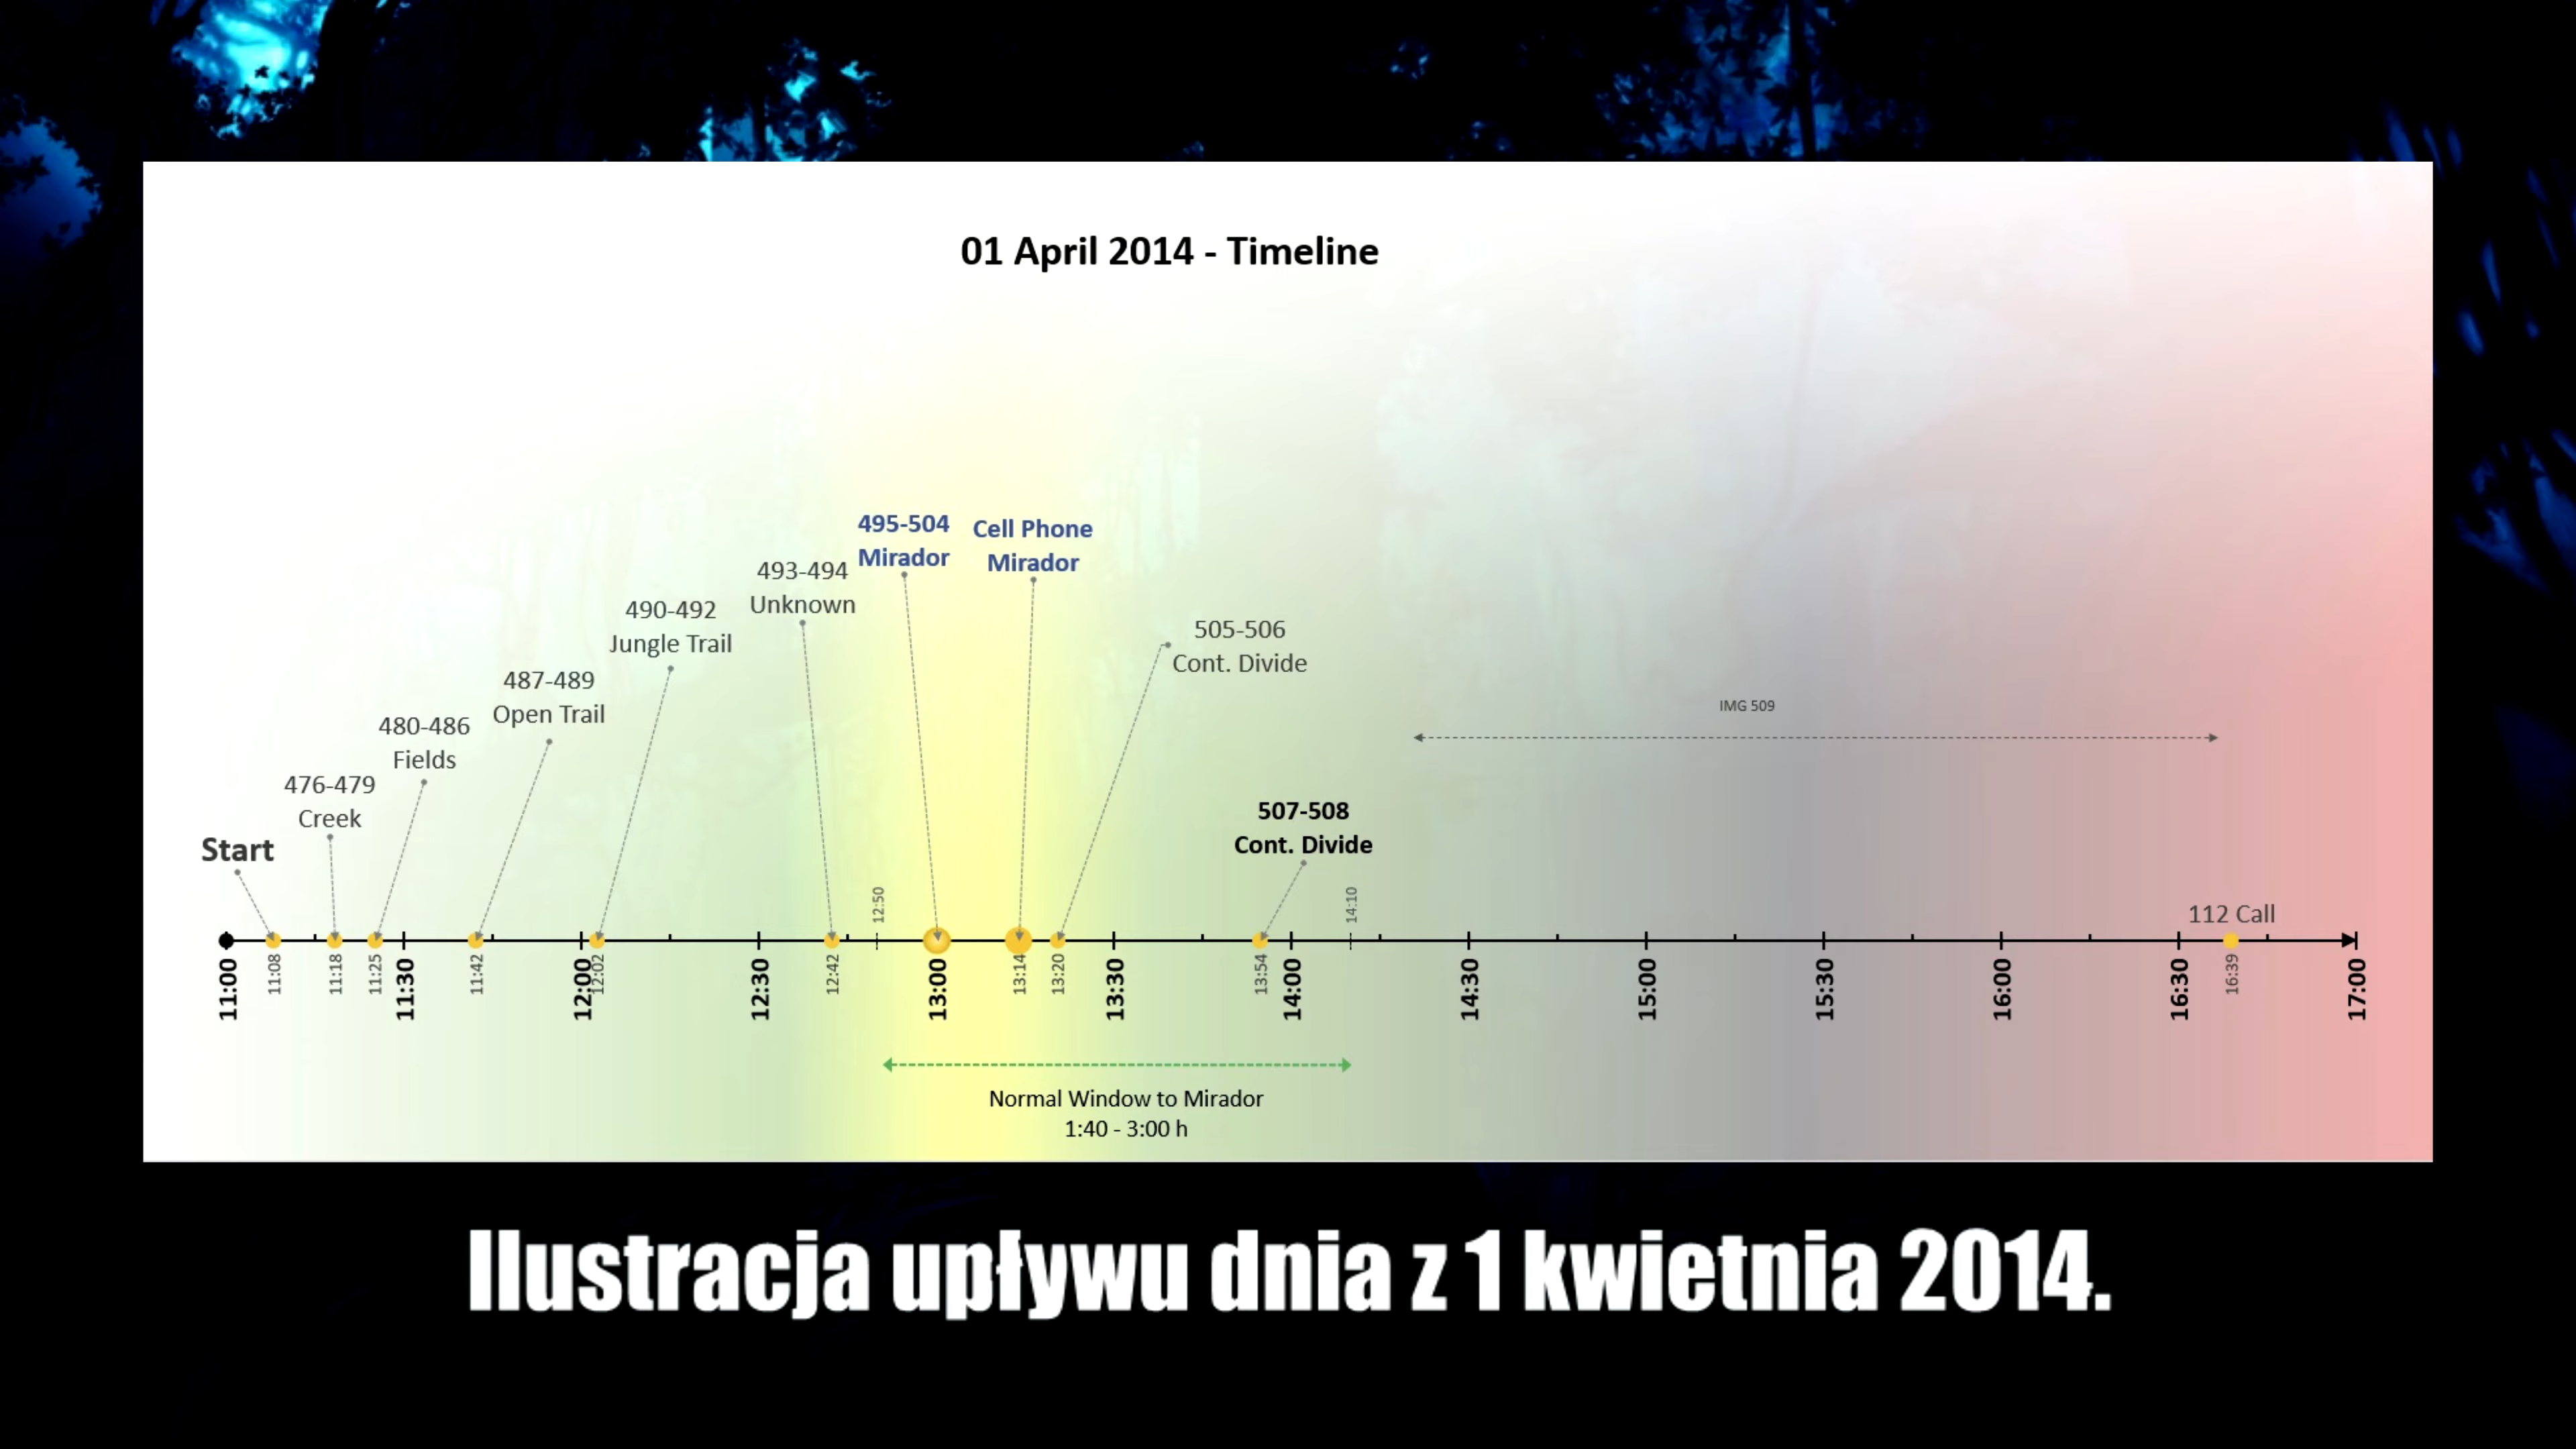 01 April 2014 - Timeline
495-504
Mirador
Cell Phone
Mirador
493-494
Unknown
490-492
Jungle Trail
505-506
Cont. Divide
487-489
Open Trail
480-486
Fields
IMG 509
476-479
Creek
507-508
Cont. Divide
Start
12:50
14:10
112 Call
11:08
11:18
11:25
11:42
12:02
12:42
13:14
13:20
13:54
16:39
11:00
11:30
12:00
12:30
13:00
13:30
14:00
14:30
15:00
15:30
16:00
16:30
17:00
Normal Window to Mirador
1:40 - 3:00 h
Ilustracja upływu dnia z 1 kwietnia 2014.